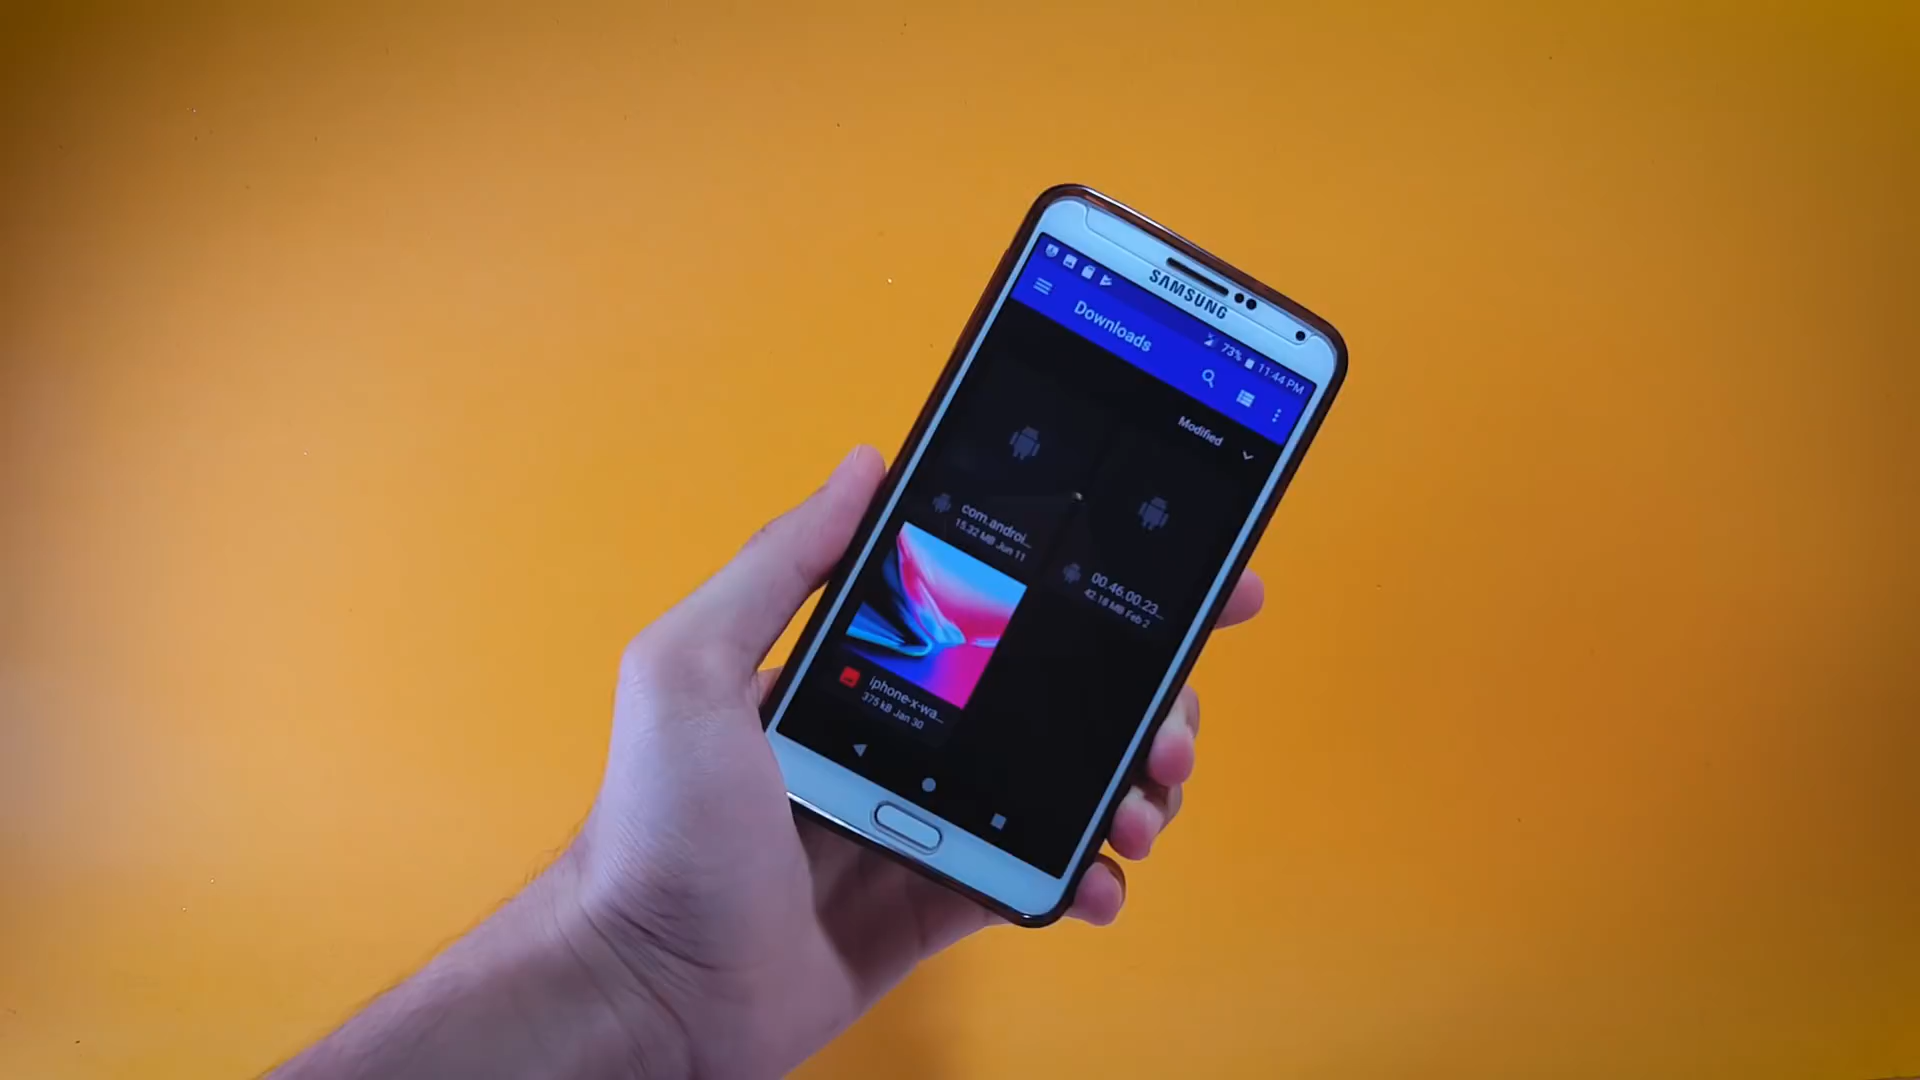 SAMSUNG
73% 11:44 PM
Downloads
Modified
com.androi...
15.32 MB Jun 11
00.46.00.23...
42.18 MB Feb 2
iphone-x-wa...
375 kB Jan 30